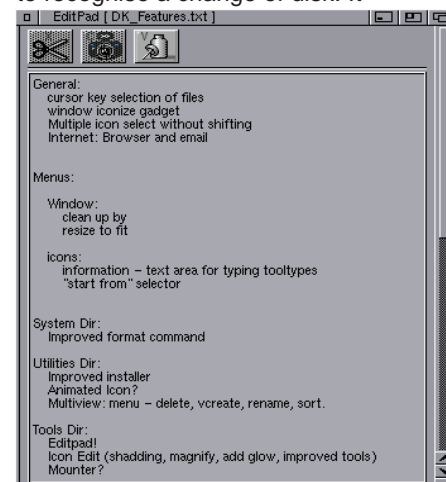 to recognise a change of disk. It
EditPad [ DK_Features.txt ]
General:
cursor key selection of files
window iconize gadget
Multiple icon select without shifting
Internet: Browser and email
Menus:
Window:
clean up by
resize to fit
icons:
information – text area for typing tooltypes
"start from" selector
System Dir:
Improved format command
Utilities Dir:
Improved installer
Animated Icon?
Multiview: menu – delete, vcreate, rename, sort.
Tools Dir:
Editpad!
Icon Edit (shadding, magnify, add glow, improved tools)
Mounter?